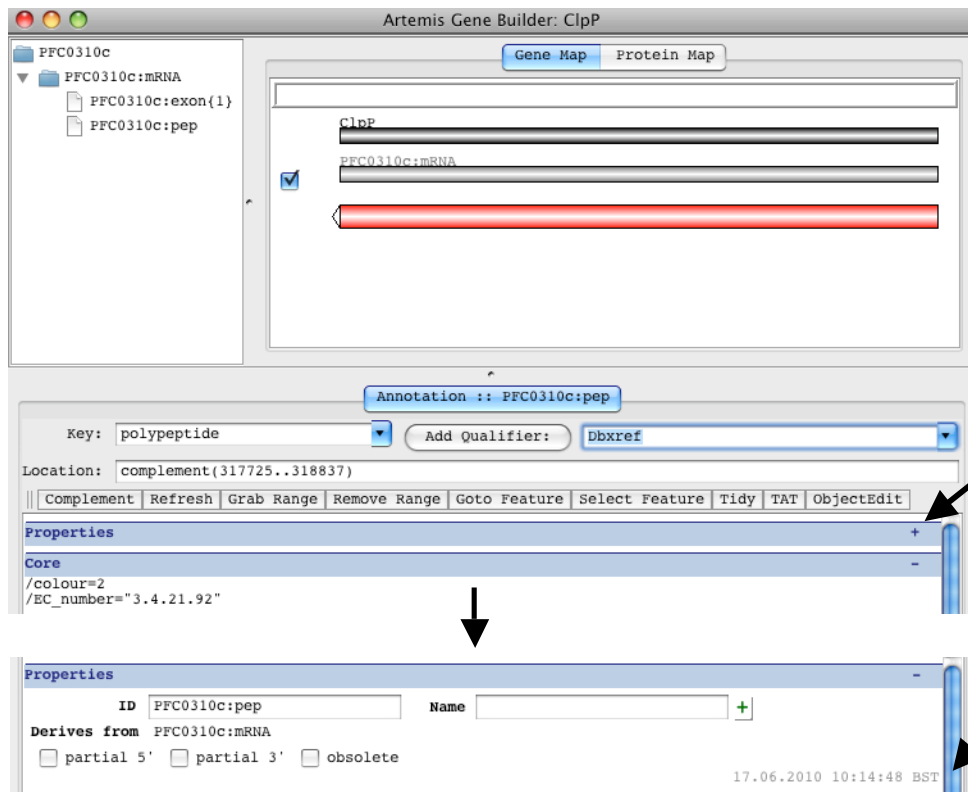 Artemis Gene Builder: ClpP
PFC0310c
PFC0310c:mRNA
PFC0310c:exon{1}
PFC0310c:pep
Gene Map Protein Map
ClpP
PFC0310c:mRNA
Annotation :: PFC0310c:pep
Key: polypeptide Add Qualifier: Dbxref
Location: complement(317725..318837)
Complement Refresh Grab Range Remove Range Goto Feature Select Feature Tidy TAT ObjectEdit
Properties +
Core -
/colour=2
/EC_number="3.4.21.92"
Properties -
ID PFC0310c:pep Name +
Derives from PFC0310c:mRNA
partial 5' partial 3' obsolete
17.06.2010 10:14:48 BST